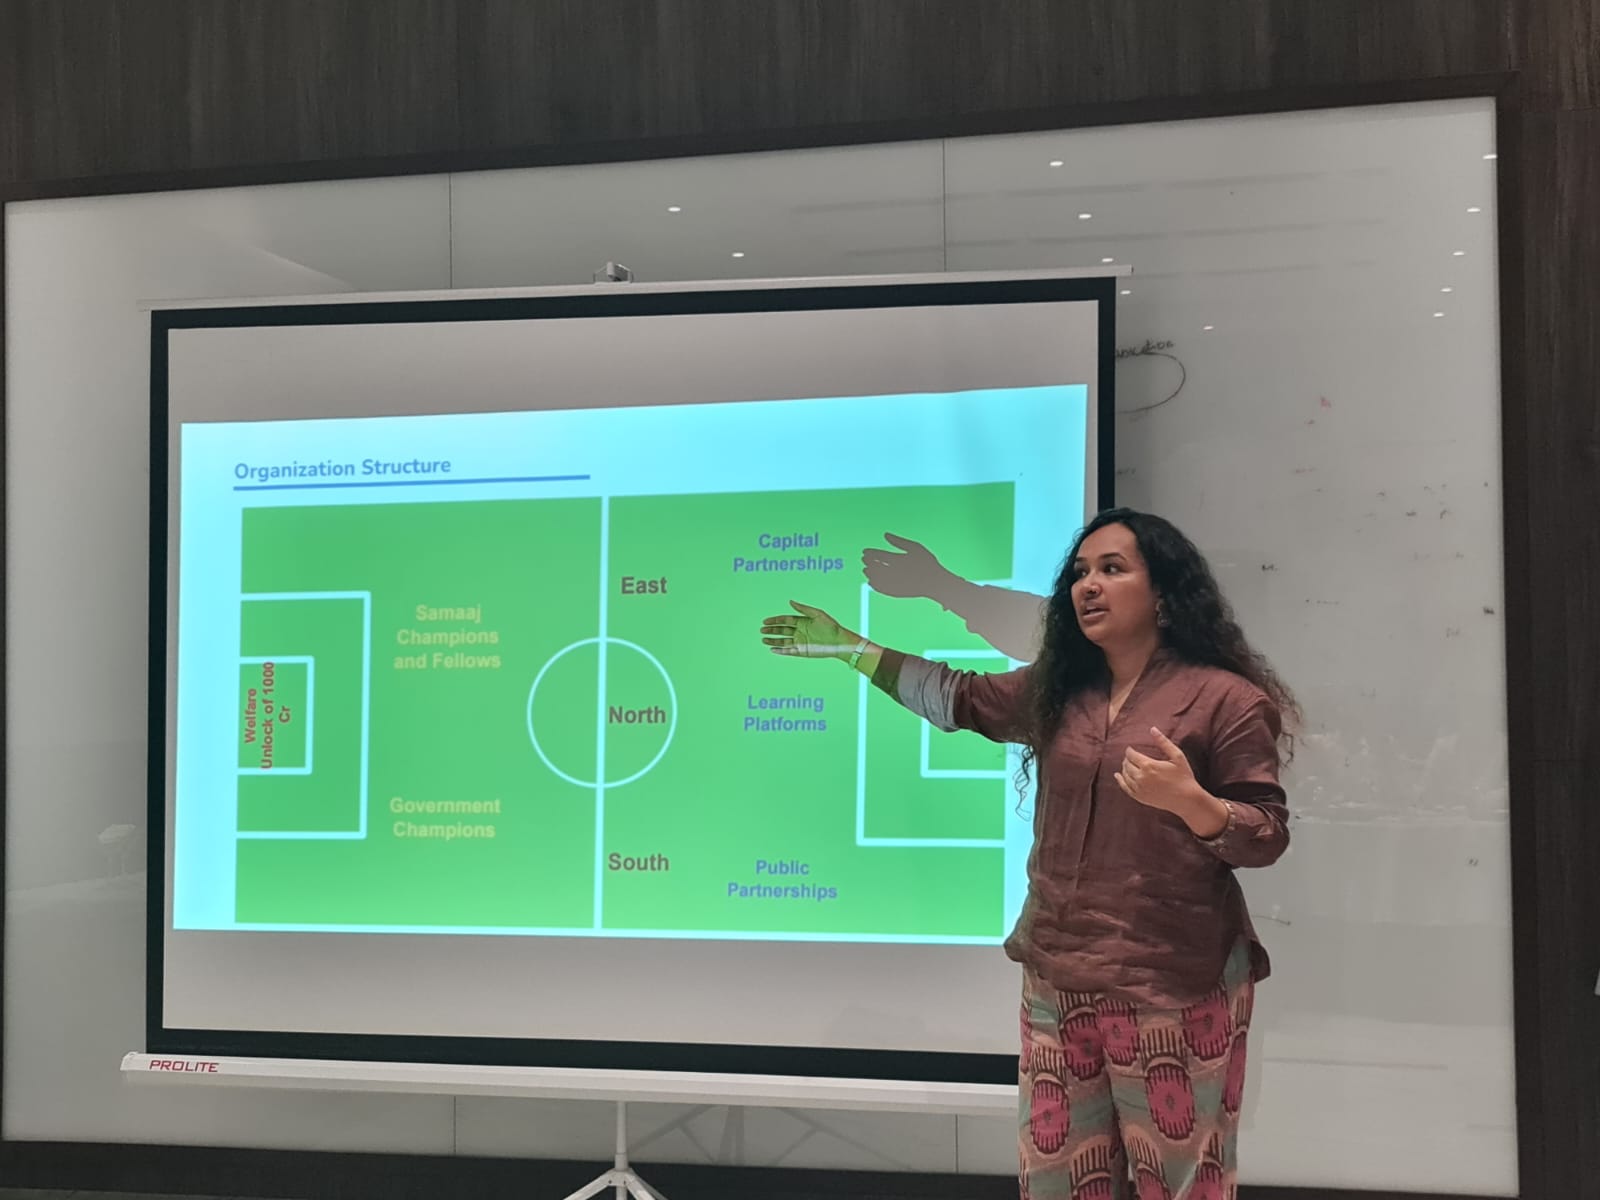 Organization Structure
Capital
Partnerships
East
Samaaj
Champions
and Fellows
Welfare
Unlock of 1000
Cr
North
Learning
Platforms
Government
Champions
South
Public
Partnerships
PROLITE